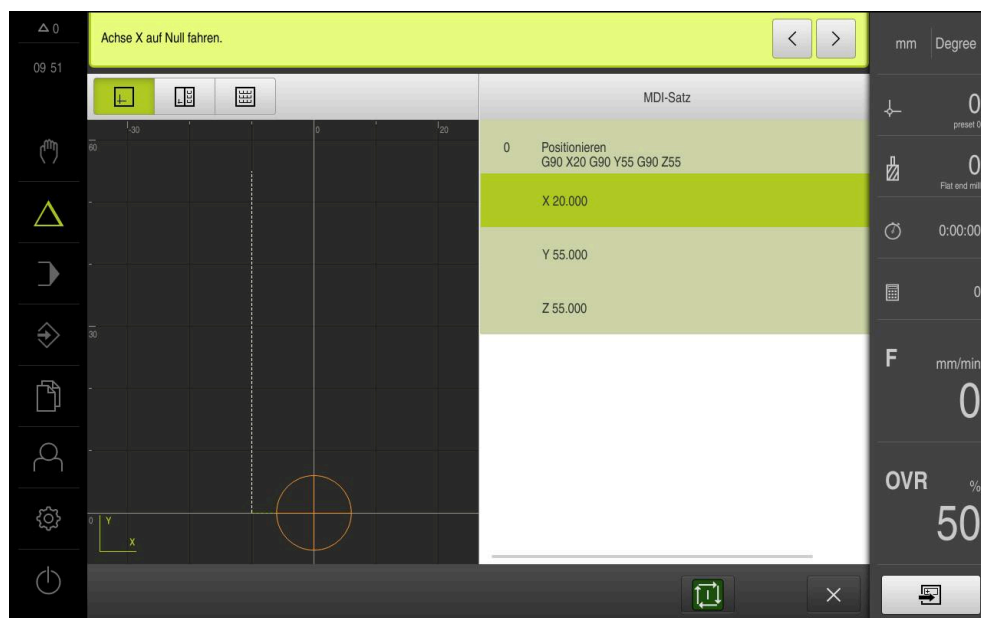 0
09 51
Achse X auf Null fahren.
MDI-Satz
-30
0
20
60
30
0
Y
X
0 Positionieren
G90 X20 G90 Y55 G90 Z55
X 20.000
Y 55.000
Z 55.000
mm Degree
0
preset 0
0
Flat end mill
0:00:00
0
F mm/min
0
OVR %
50